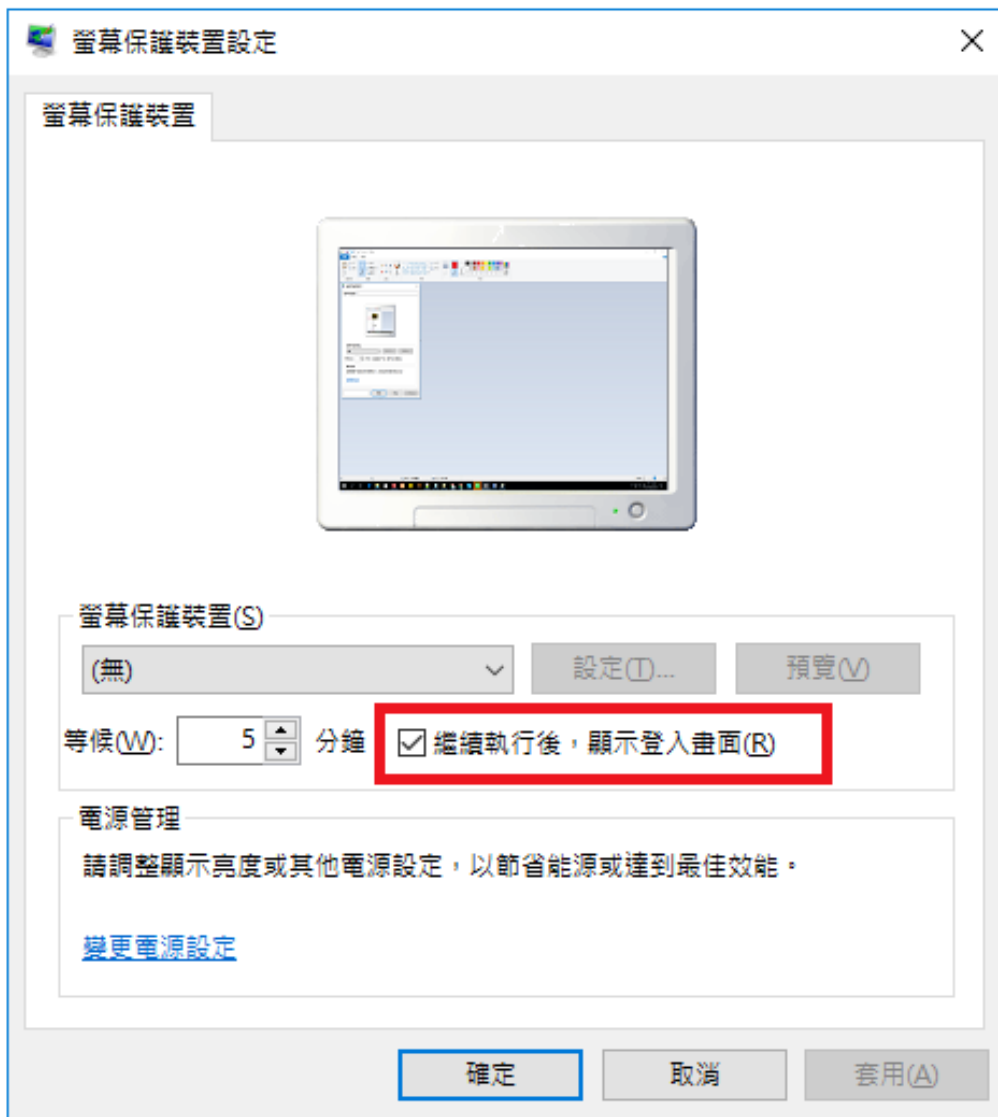 螢幕保護裝置設定
螢幕保護裝置
螢幕保護裝置(S)
(無)
設定(T)...
預覽(V)
等候(W): 5 分鐘
繼續執行後，顯示登入畫面(R)
電源管理
請調整顯示亮度或其他電源設定，以節省能源或達到最佳效能。
變更電源設定
確定
取消
套用(A)